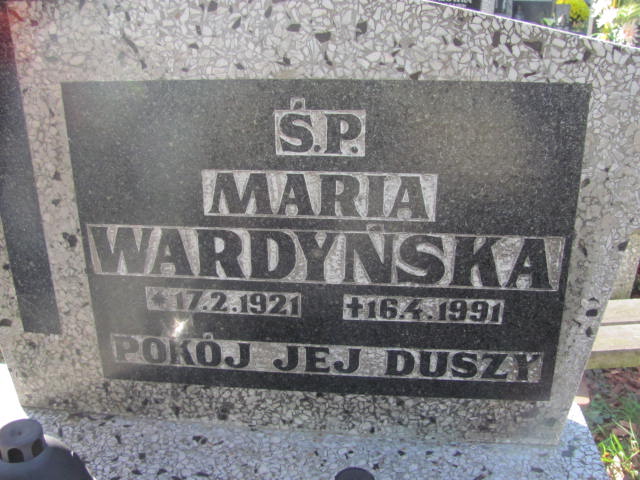 Ś.P.
MARIA
WARDYŃSKA
*17.2.1921 +16.4.1991
POKÓJ JEJ DUSZY